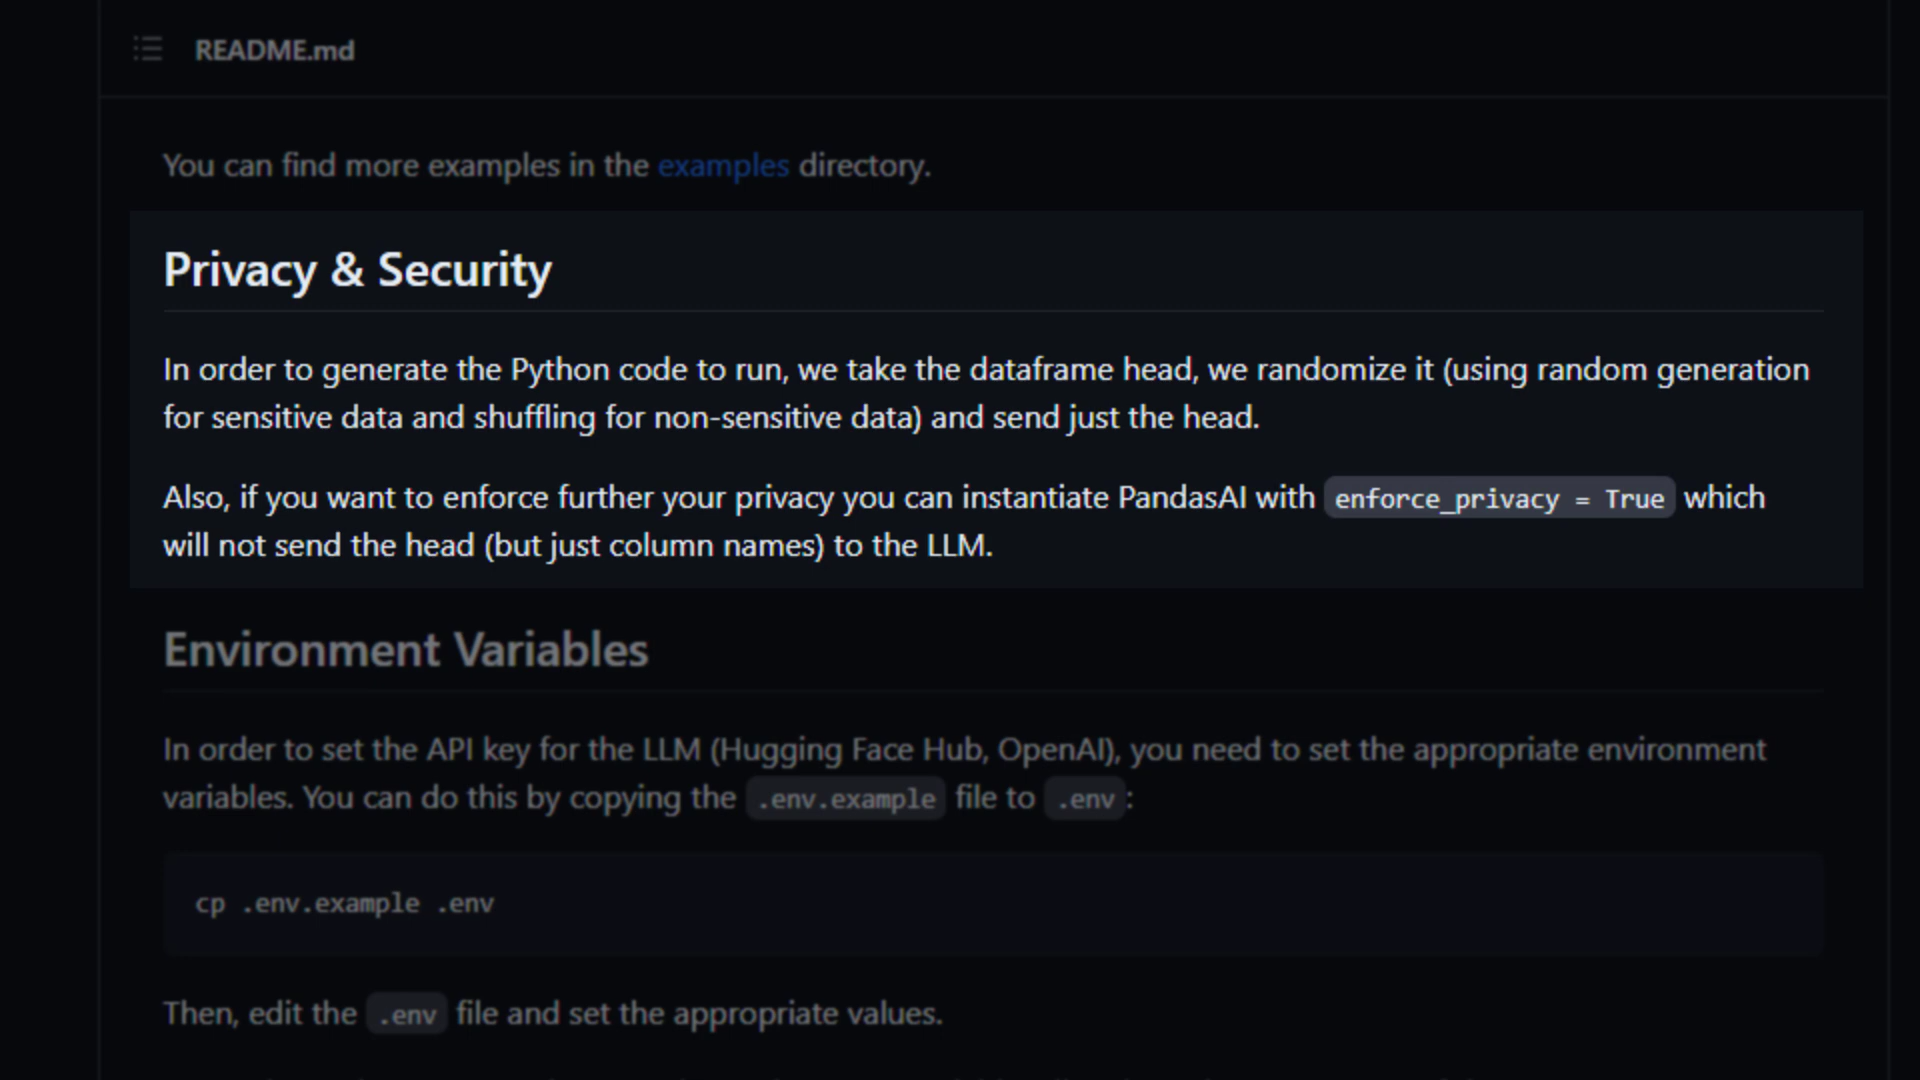 README.md
You can find more examples in the examples directory.
Privacy & Security
In order to generate the Python code to run, we take the dataframe head, we randomize it (using random generation
for sensitive data and shuffling for non-sensitive data) and send just the head.
Also, if you want to enforce further your privacy you can instantiate PandasAI with enforce_privacy = True which
will not send the head (but just column names) to the LLM.
Environment Variables
In order to set the API key for the LLM (Hugging Face Hub, OpenAI), you need to set the appropriate environment
variables. You can do this by copying the .env.example file to .env:
cp .env.example .env
Then, edit the .env file and set the appropriate values.